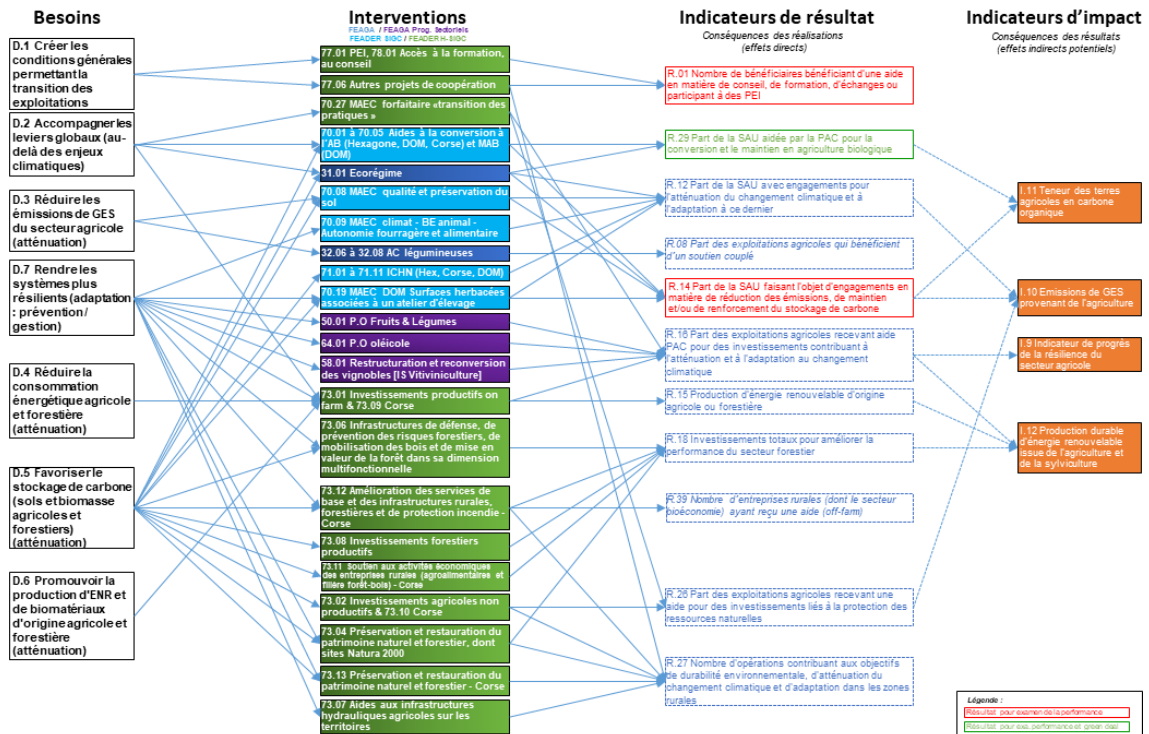 Besoins
D.1 Créer les
conditions générales
permettant la
transition des
exploitations
D.2 Accompagner les
leviers globaux (au-
delà des enjeux
climatiques)
D.3 Réduire les
émissions de GES
du secteur agricole
(atténuation)
D.7 Rendre les
systèmes plus
résilients (adaptation
: prévention /
gestion)
D.4 Réduire la
consommation
énergétique agricole
et forestière
(atténuation)
D.5 Favoriser le
stockage de carbone
(sols et biomasse
agricoles et
forestiers)
(atténuation)
D.6 Promouvoir la
production d'ENR et
de biomatériaux
d'origine agricole et
forestière
(atténuation)
Interventions
FEAGA / FEAGA Prog. Sectoriels
FEADER SIGC / FEADER H-SIGC
77.01 PEI, 78.01 Accès à la formation,
au conseil
77.06 Autres projets de coopération
70.27 MAEC forfaitaire «transition des
pratiques »
70.01 à 70.05 Aides à la conversion à
l'AB (Hexagone, DOM, Corse) et MAB
(DOM)
31.01 Ecorégime
70.08 MAEC qualité et préservation du
sol
70.09 MAEC climat - BE animal -
Autonomie fourragère et alimentaire
32.06 à 32.08 AC légumineuses
71.01 à 71.11 ICHN (Hex, Corse, DOM)
70.19 MAEC DOM Surfaces herbacées
associées à un atelier d'élevage
50.01 P.O Fruits & Légumes
64.01 P.O oléicole
58.01 Restructuration et reconversion
des vignobles [IS Vitiviniculture]
73.01 Investissements productifs on
farm & 73.09 Corse
73.06 Infrastructures de défense, de
prévention des risques forestiers, de
mobilisation des bois et de mise en
valeur de la forêt dans sa dimension
multifonctionnelle
73.12 Amélioration des services de
base et des infrastructures rurales,
forestières et de protection incendie -
Corse
73.08 Investissements forestiers
productifs
73.11 Soutien aux activités économiques
des entreprises rurales (agroalimentaires et
filière forêt-bois) - Corse
73.02 Investissements agricoles non
productifs & 73.10 Corse
73.04 Préservation et restauration du
patrimoine naturel et forestier, dont
sites Natura 2000
73.13 Préservation et restauration du
patrimoine naturel et forestier - Corse
73.07 Aides aux infrastructures
hydrauliques agricoles sur les
territoires
Indicateurs de résultat
Conséquences des réalisations
(effets directs)
R.01 Nombre de bénéficiaires bénéficiant d'une aide
en matière de conseil, de formation, d'échanges ou
participant à des PEI
R.29 Part de la SAU aidée par la PAC pour la
conversion et le maintien en agriculture biologique
R.12 Part de la SAU avec engagements pour
l'atténuation du changement climatique et à
l'adaptation à ce dernier
R.08 Part des exploitations agricoles qui bénéficient
d'un soutien couplé
R.14 Part de la SAU faisant l'objet d'engagements en
matière de réduction des émissions, de maintien
et/ou de renforcement du stockage de carbone
R.16 Part des exploitations agricoles recevant aide
PAC pour des investissements contribuant à
l'atténuation et à l'adaptation au changement
climatique
R.15 Production d'énergie renouvelable d'origine
agricole ou forestière
R.18 Investissements totaux pour améliorer la
performance du secteur forestier
R.39 Nombre d'entreprises rurales (dont le secteur
bioéconomie) ayant reçu une aide (off-farm)
R.26 Part des exploitations agricoles recevant une
aide pour des investissements liés à la protection des
ressources naturelles
R.27 Nombre d'opérations contribuant aux objectifs
de durabilité environnementale, d'atténuation du
changement climatique et d'adaptation dans les zones
rurales
Indicateurs d'impact
Conséquences des résultats
(effets indirects potentiels)
I.11 Teneur des terres
agricoles en carbone
organique
I.10 Emissions de GES
provenant de l'agriculture
I.9 Indicateur de progrès
de la résilience du
secteur agricole
I.12 Production durable
d'énergie renouvelable
issue de l'agriculture et
de la sylviculture
Légende :
Résultat pour examen de la performance
Résultat pour exa. performance et green deal